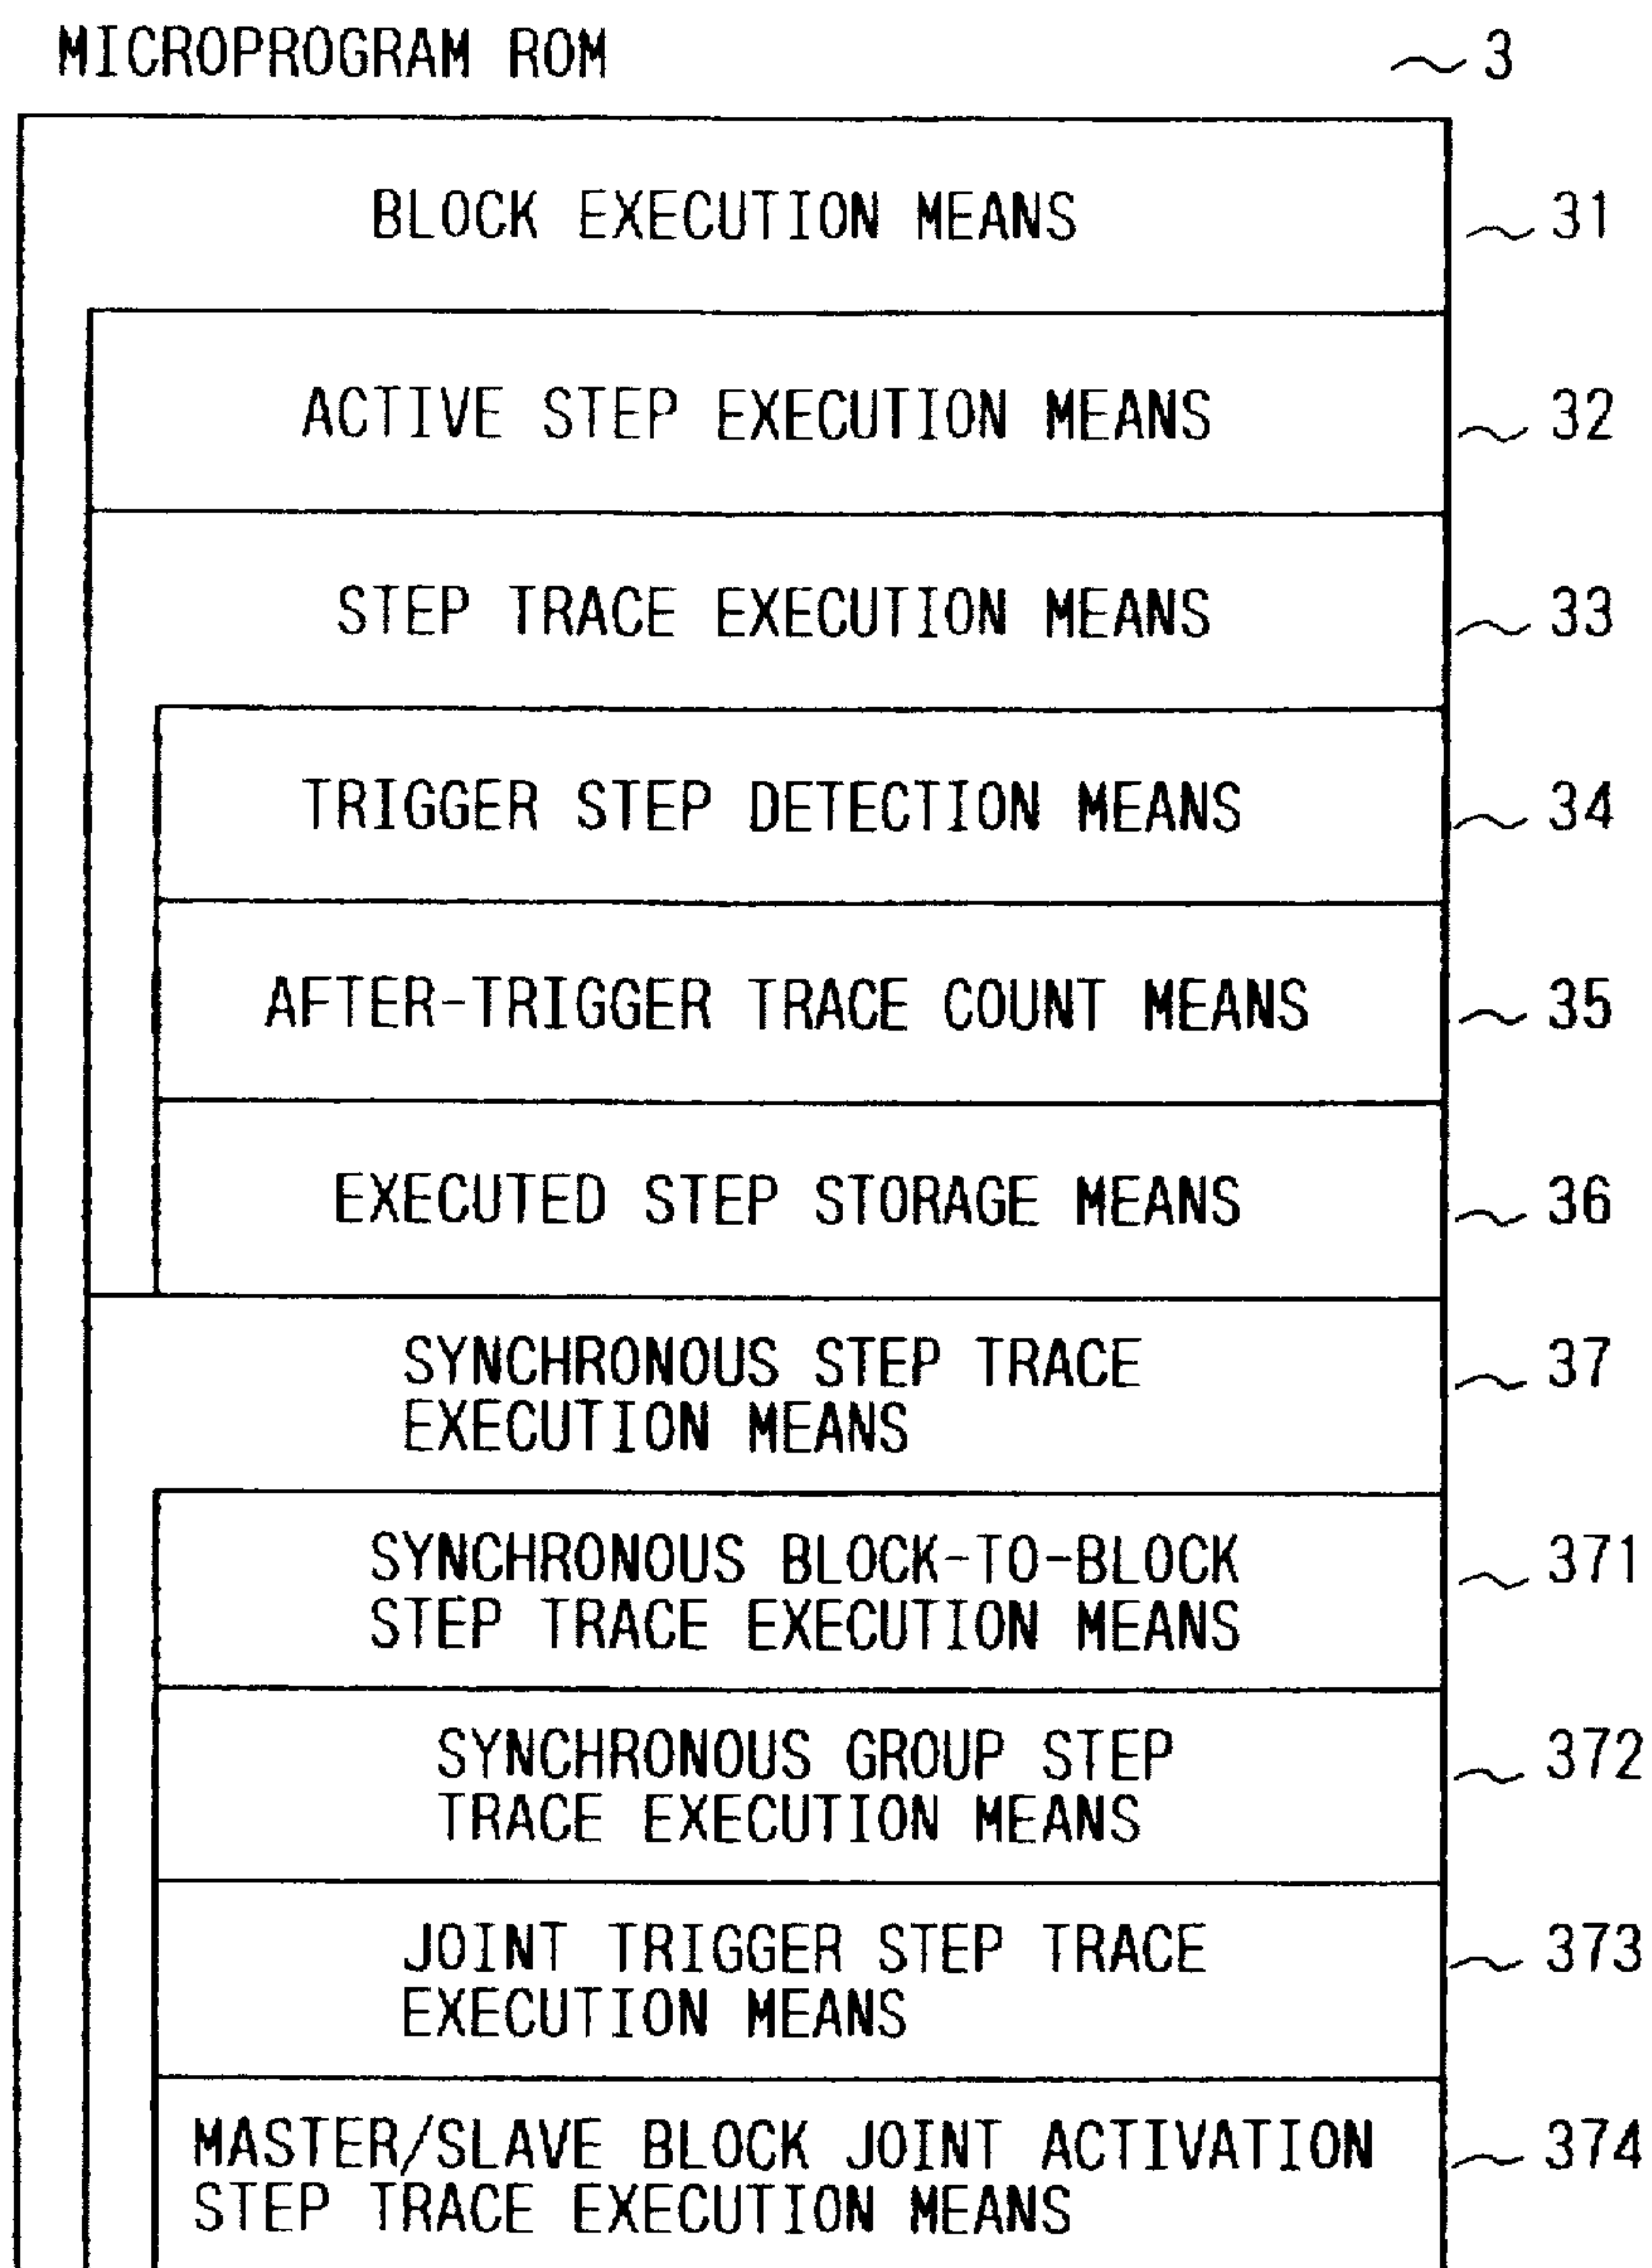 MICROPROGRAM ROM 3
BLOCK EXECUTION MEANS 31
ACTIVE STEP EXECUTION MEANS 32
STEP TRACE EXECUTION MEANS 33
TRIGGER STEP DETECTION MEANS 34
AFTER-TRIGGER TRACE COUNT MEANS 35
EXECUTED STEP STORAGE MEANS 36
SYNCHRONOUS STEP TRACE 37
EXECUTION MEANS
SYNCHRONOUS BLOCK-TO-BLOCK 371
STEP TRACE EXECUTION MEANS
SYNCHRONOUS GROUP STEP 372
TRACE EXECUTION MEANS
JOINT TRIGGER STEP TRACE 373
EXECUTION MEANS
MASTER/SLAVE BLOCK JOINT ACTIVATION 374
STEP TRACE EXECUTION MEANS